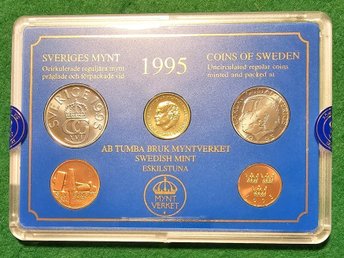 SVERIGES MYNT
Ocirkulerade reguljära mynt
präglade och förpackade vid
1995
COINS OF SWEDEN
Uncirculated regular coins
minted and packed at
SVERIGE 1995
AB TUMBA BRUK MYNTVERKET
SWEDISH MINT
ESKILSTUNA
MYNT
VERKET